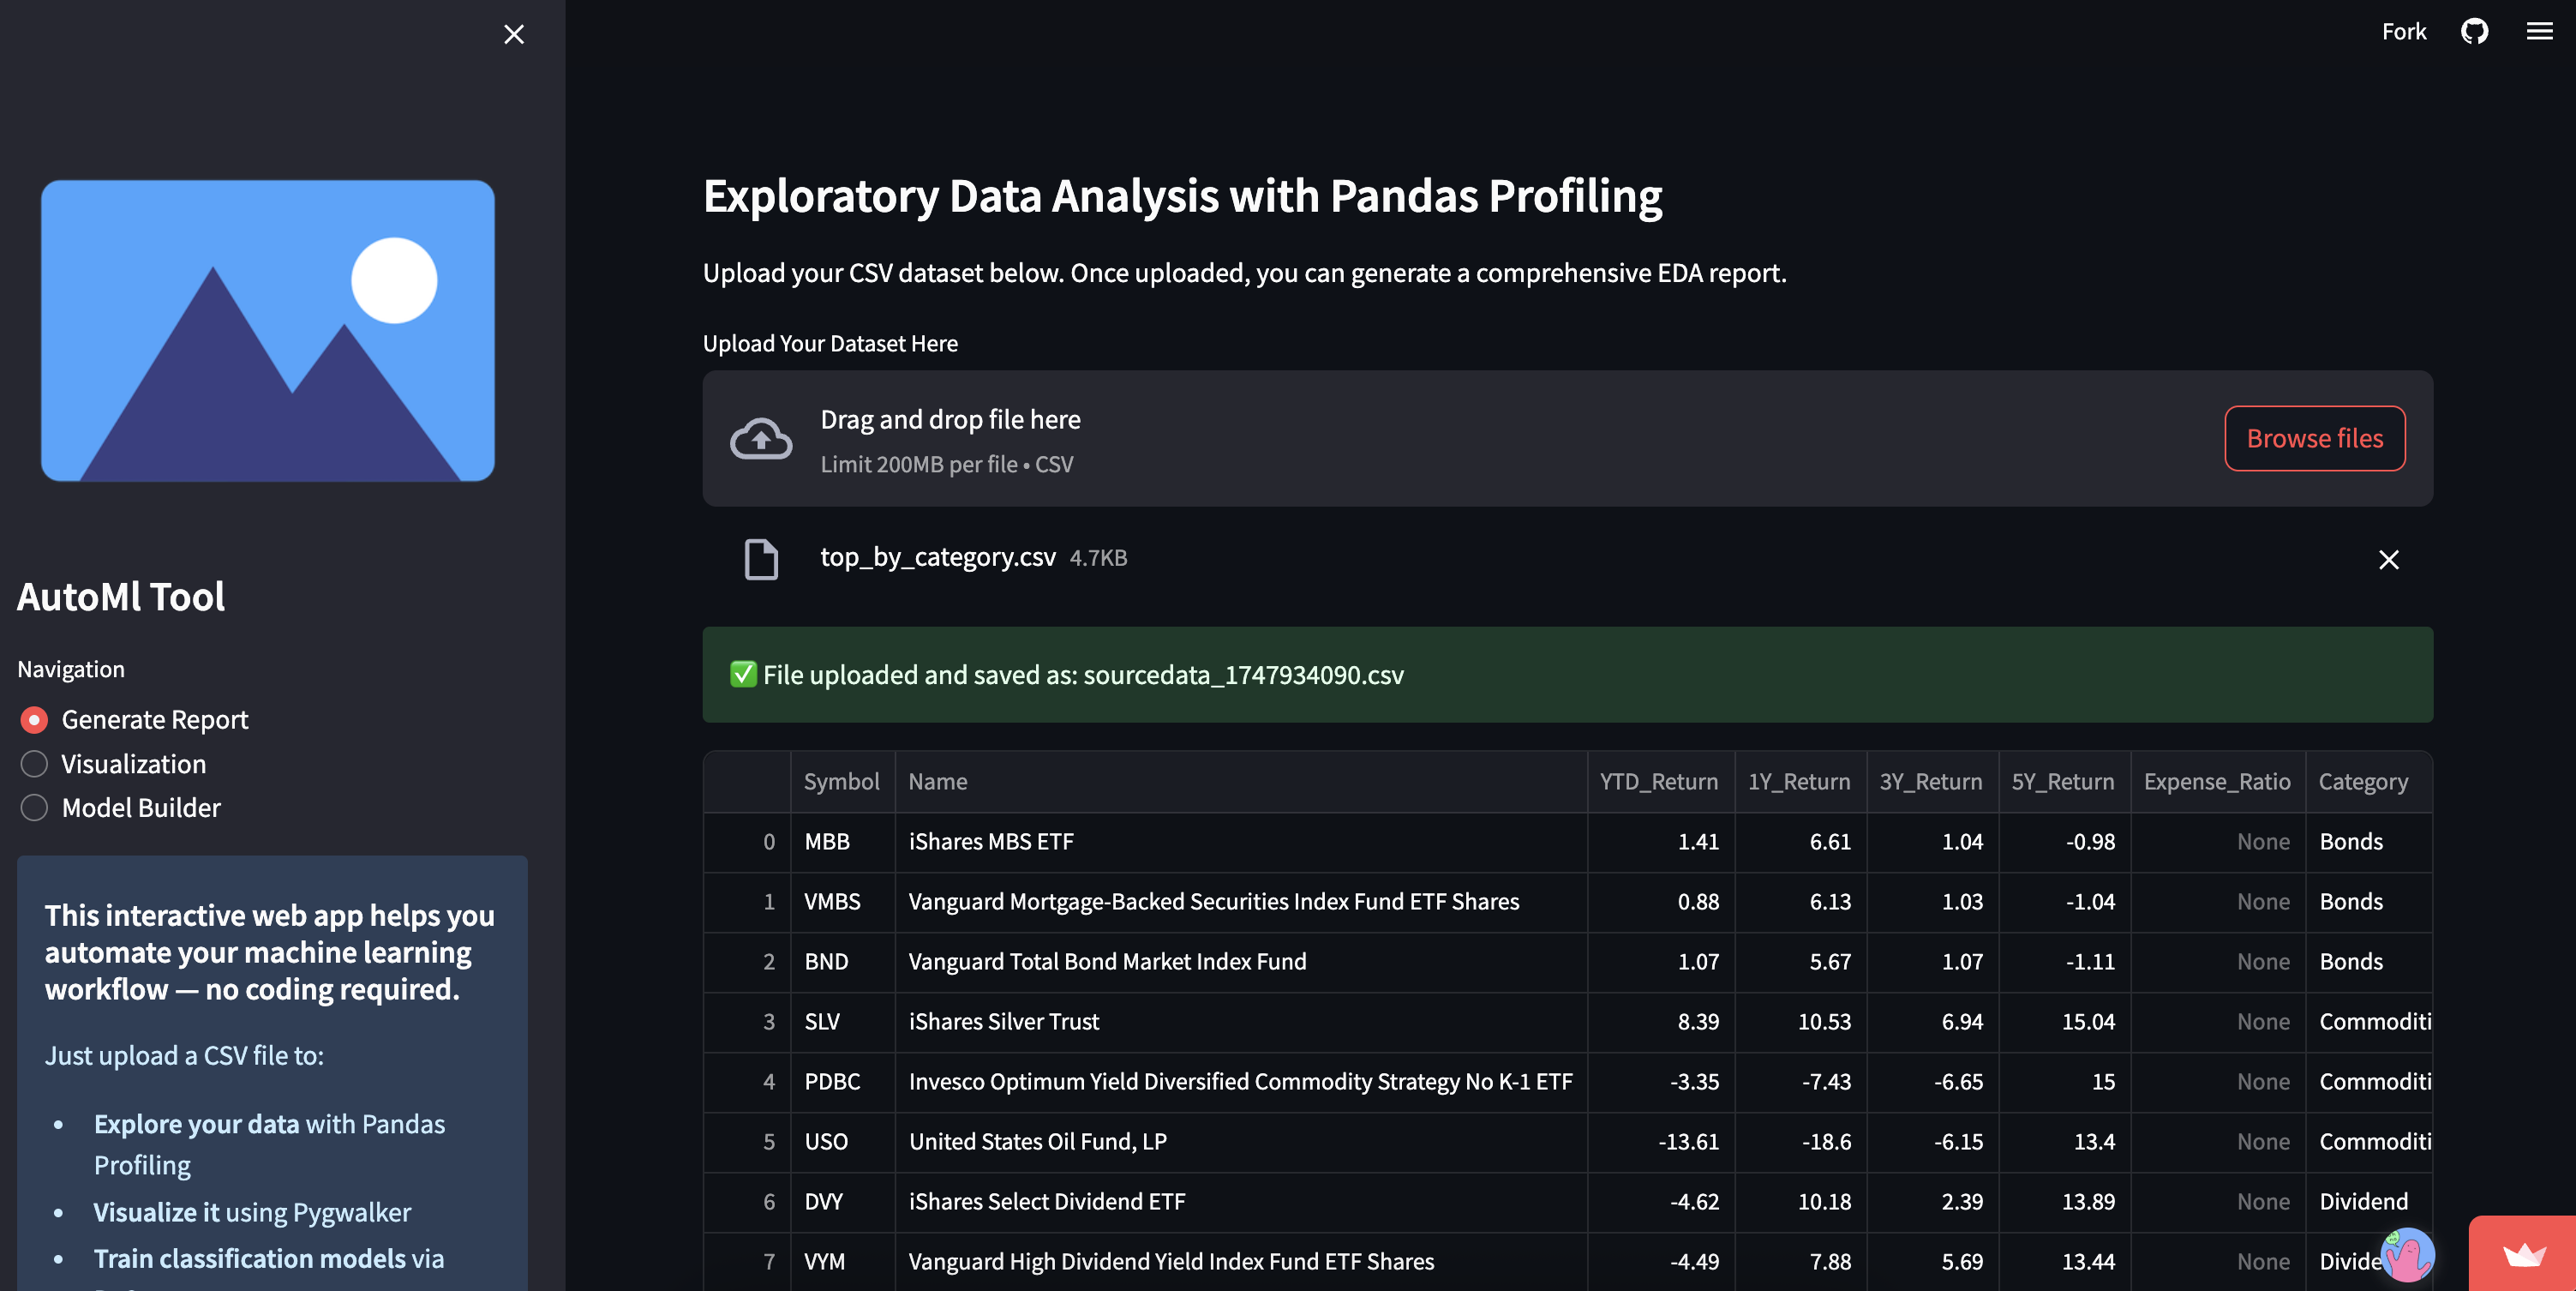 Fork
Exploratory Data Analysis with Pandas Profiling
Upload your CSV dataset below. Once uploaded, you can generate a comprehensive EDA report.
Upload Your Dataset Here
Drag and drop file here
Limit 200MB per file • CSV
Browse files
top_by_category.csv 4.7KB
✅ File uploaded and saved as: sourcedata_1747934090.csv
Symbol Name YTD_Return 1Y_Return 3Y_Return 5Y_Return Expense_Ratio Category
0 MBB iShares MBS ETF 1.41 6.61 1.04 -0.98 None Bonds
1 VMBS Vanguard Mortgage-Backed Securities Index Fund ETF Shares 0.88 6.13 1.03 -1.04 None Bonds
2 BND Vanguard Total Bond Market Index Fund 1.07 5.67 1.07 -1.11 None Bonds
3 SLV iShares Silver Trust 8.39 10.53 6.94 15.04 None Commoditi
4 PDBC Invesco Optimum Yield Diversified Commodity Strategy No K-1 ETF -3.35 -7.43 -6.65 15 None Commoditi
5 USO United States Oil Fund, LP -13.61 -18.6 -6.15 13.4 None Commoditi
6 DVY iShares Select Dividend ETF -4.62 10.18 2.39 13.89 None Dividend
7 VYM Vanguard High Dividend Yield Index Fund ETF Shares -4.49 7.88 5.69 13.44 None Divide
AutoMl Tool
Navigation
Generate Report
Visualization
Model Builder
This interactive web app helps you
automate your machine learning
workflow — no coding required.
Just upload a CSV file to:
• Explore your data with Pandas
Profiling
• Visualize it using Pygwalker
• Train classification models via